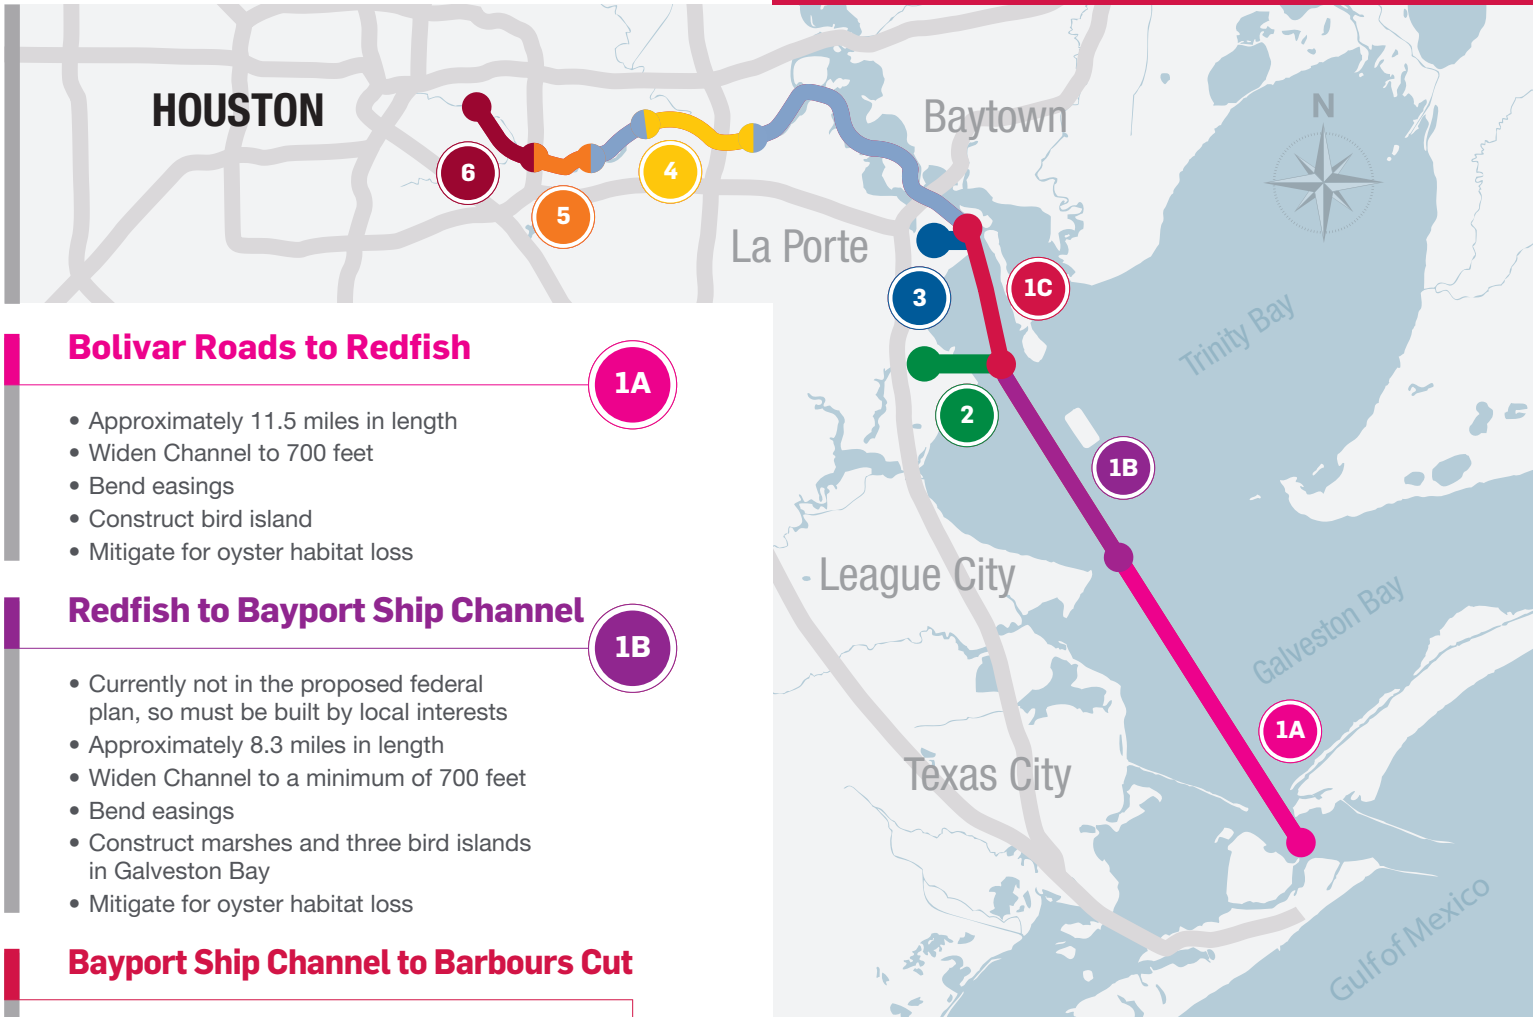 HOUSTON
Baytown
N
6
5
4
La Porte
3
1C
Trinity Bay
2
1B
League City
Galveston Bay
1A
Texas City
Gulf of Mexico
Bolivar Roads to Redfish
1A
• Approximately 11.5 miles in length
• Widen Channel to 700 feet
• Bend easings
• Construct bird island
• Mitigate for oyster habitat loss
Redfish to Bayport Ship Channel
1B
• Currently not in the proposed federal
plan, so must be built by local interests
• Approximately 8.3 miles in length
• Widen Channel to a minimum of 700 feet
• Bend easings
• Construct marshes and three bird islands
in Galveston Bay
• Mitigate for oyster habitat loss
Bayport Ship Channel to Barbours Cut